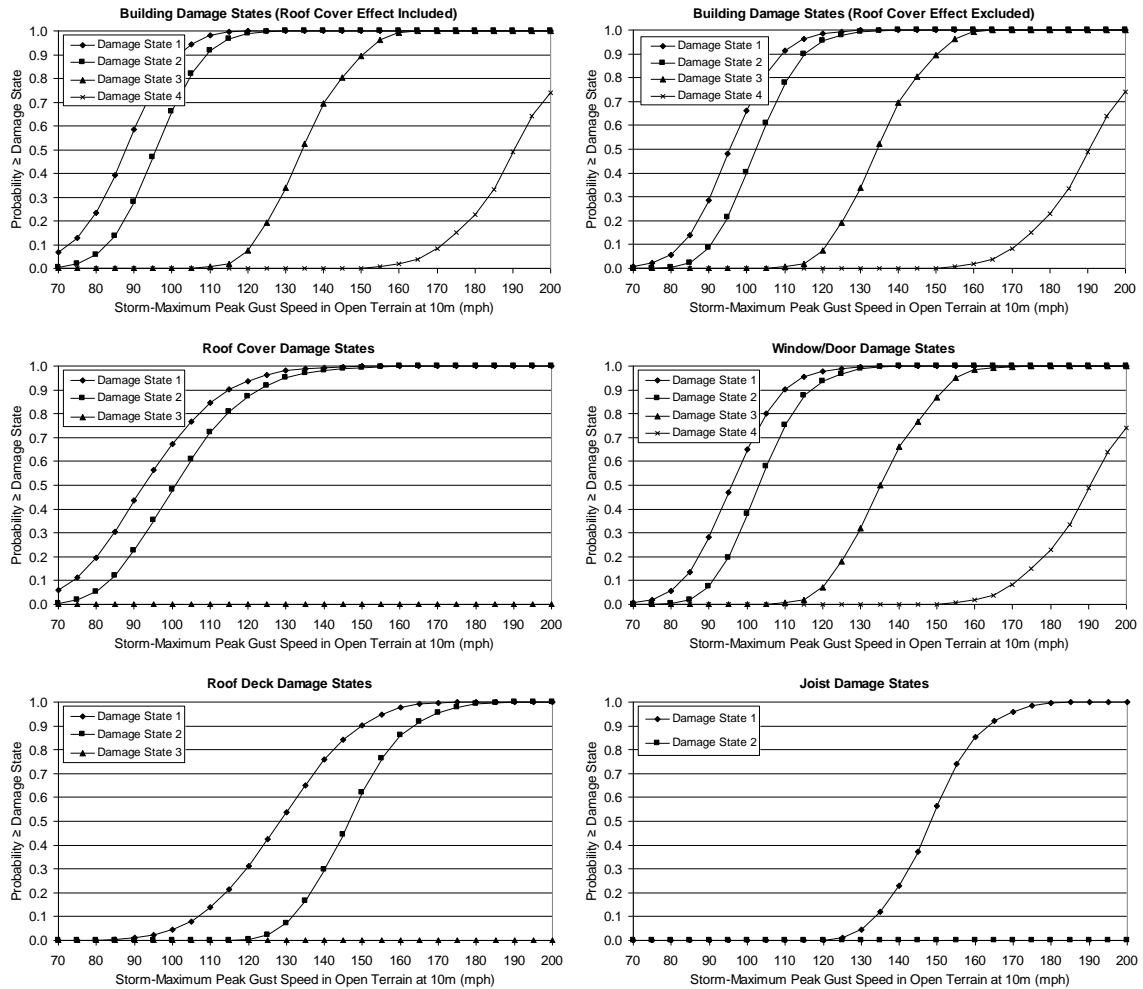 Building Damage States (Roof Cover Effect Included)
Probability ≥ Damage State
1.0
0.9
0.8
0.7
0.6
0.5
0.4
0.3
0.2
0.1
0.0
Damage State 1
Damage State 2
Damage State 3
Damage State 4
70 80 90 100 110 120 130 140 150 160 170 180 190 200
Storm-Maximum Peak Gust Speed in Open Terrain at 10m (mph)
Building Damage States (Roof Cover Effect Excluded)
Probability ≥ Damage State
1.0
0.9
0.8
0.7
0.6
0.5
0.4
0.3
0.2
0.1
0.0
Damage State 1
Damage State 2
Damage State 3
Damage State 4
70 80 90 100 110 120 130 140 150 160 170 180 190 200
Storm-Maximum Peak Gust Speed in Open Terrain at 10m (mph)
Roof Cover Damage States
Probability ≥ Damage State
1.0
0.9
0.8
0.7
0.6
0.5
0.4
0.3
0.2
0.1
0.0
Damage State 1
Damage State 2
Damage State 3
70 80 90 100 110 120 130 140 150 160 170 180 190 200
Storm-Maximum Peak Gust Speed in Open Terrain at 10m (mph)
Window/Door Damage States
Probability ≥ Damage State
1.0
0.9
0.8
0.7
0.6
0.5
0.4
0.3
0.2
0.1
0.0
Damage State 1
Damage State 2
Damage State 3
Damage State 4
70 80 90 100 110 120 130 140 150 160 170 180 190 200
Storm-Maximum Peak Gust Speed in Open Terrain at 10m (mph)
Roof Deck Damage States
Probability ≥ Damage State
1.0
0.9
0.8
0.7
0.6
0.5
0.4
0.3
0.2
0.1
0.0
Damage State 1
Damage State 2
Damage State 3
70 80 90 100 110 120 130 140 150 160 170 180 190 200
Storm-Maximum Peak Gust Speed in Open Terrain at 10m (mph)
Joist Damage States
Probability ≥ Damage State
1.0
0.9
0.8
0.7
0.6
0.5
0.4
0.3
0.2
0.1
0.0
Damage State 1
Damage State 2
70 80 90 100 110 120 130 140 150 160 170 180 190 200
Storm-Maximum Peak Gust Speed in Open Terrain at 10m (mph)